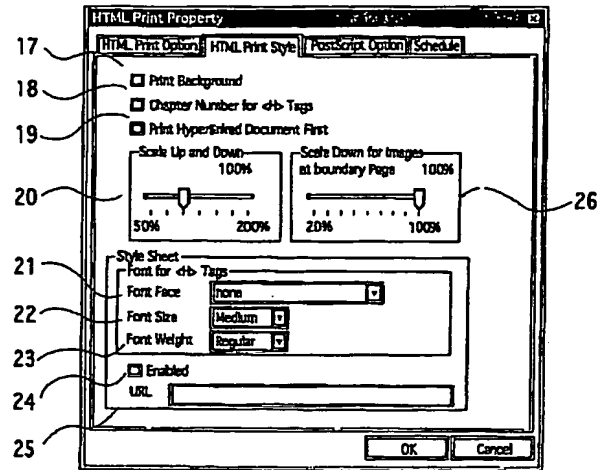 HTML Print Property
HTML Print Option HTML Print Style PostScript Option Schedule
17
18 Print Background
Chapter Number for <H> Tags
19 Print Hyperlinked Document First
Scale Up and Down Scale Down for Images
100% at boundary Page 100%
20 26
50% 200% 20% 100%
Style Sheet
21 Font for <H> Tags
Font Face none
22 Font Size Medium
23 Font Weight Regular
24 Enabled
URL
25
OK Cancel